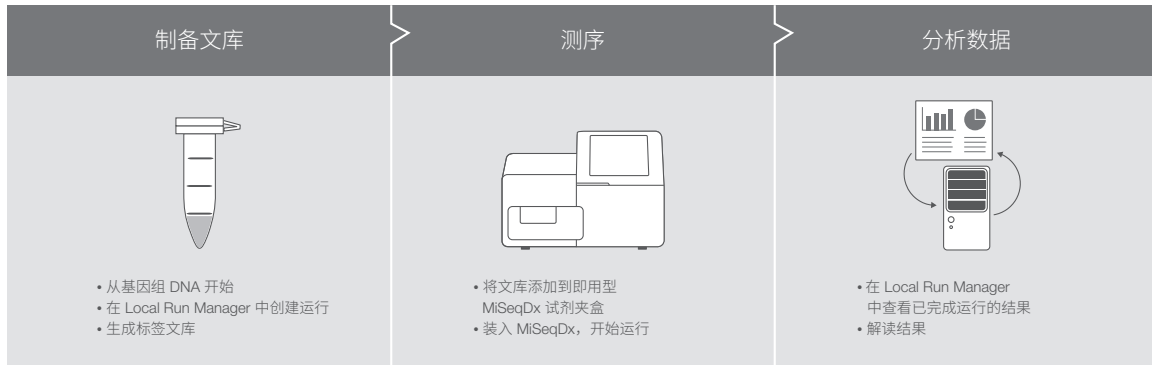 制备文库
测序
分析数据
• 从基因组 DNA 开始
• 在 Local Run Manager 中创建运行
• 生成标签文库
• 将文库添加到即用型
MiSeqDx 试剂夹盒
• 装入 MiSeqDx，开始运行
• 在 Local Run Manager
中查看已完成运行的结果
• 解读结果